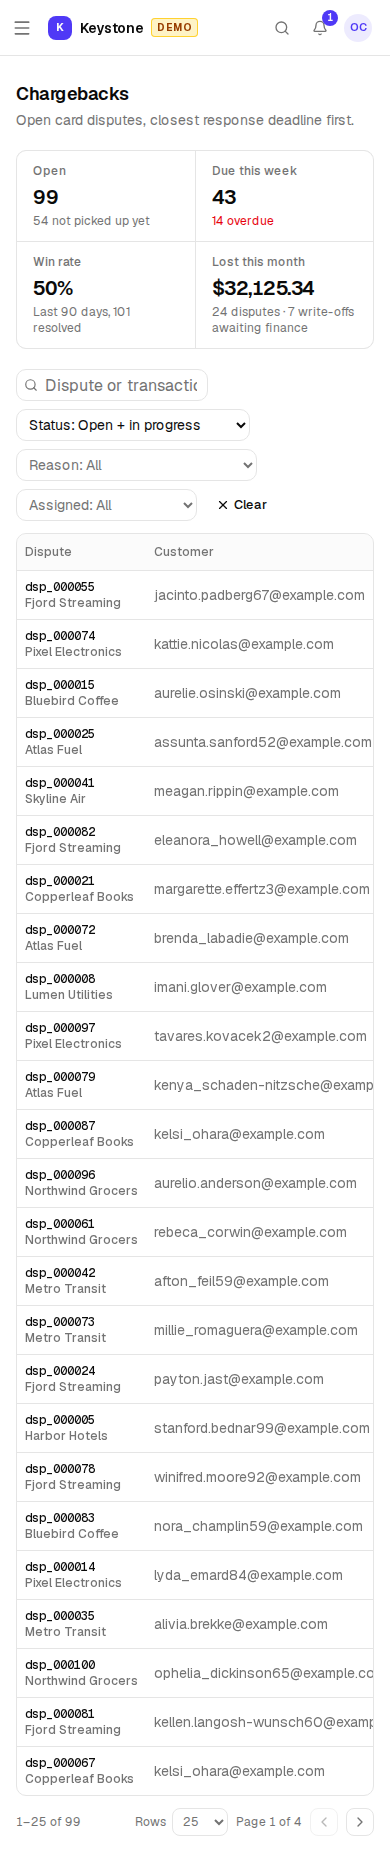 K Keystone DEMO 1 OC
Chargebacks
Open card disputes, closest response deadline first.
Open
99
54 not picked up yet
Due this week
43
14 overdue
Win rate
50%
Last 90 days, 101
resolved
Lost this month
$32,125.34
24 disputes · 7 write-offs
awaiting finance
Dispute or transactic
Status: Open + in progress
Reason: All
Assigned: All
Clear
Dispute Customer
dsp_000055 jacinto.padberg67@example.com
Fjord Streaming
dsp_000074 kattie.nicolas@example.com
Pixel Electronics
dsp_000015 aurelie.osinski@example.com
Bluebird Coffee
dsp_000025 assunta.sanford52@example.com
Atlas Fuel
dsp_000041 meagan.rippin@example.com
Skyline Air
dsp_000082 eleanora_howell@example.com
Fjord Streaming
dsp_000021 margarette.effertz3@example.com
Copperleaf Books
dsp_000072 brenda_labadie@example.com
Atlas Fuel
dsp_000008 imani.glover@example.com
Lumen Utilities
dsp_000097 tavares.kovacek2@example.com
Pixel Electronics
dsp_000079 kenya_schaden-nitzsche@examp
Atlas Fuel
dsp_000087 kelsi_ohara@example.com
Copperleaf Books
dsp_000096 aurelio.anderson@example.com
Northwind Grocers
dsp_000061 rebeca_corwin@example.com
Northwind Grocers
dsp_000042 afton_feil59@example.com
Metro Transit
dsp_000073 millie_romaguera@example.com
Metro Transit
dsp_000024 payton.jast@example.com
Fjord Streaming
dsp_000005 stanford.bednar99@example.com
Harbor Hotels
dsp_000078 winifred.moore92@example.com
Fjord Streaming
dsp_000083 nora_champlin59@example.com
Bluebird Coffee
dsp_000014 lyda_emard84@example.com
Pixel Electronics
dsp_000035 alivia.brekke@example.com
Metro Transit
dsp_000100 ophelia_dickinson65@example.co
Northwind Grocers
dsp_000081 kellen.langosh-wunsch60@examp
Fjord Streaming
dsp_000067 kelsi_ohara@example.com
Copperleaf Books
1–25 of 99 Rows 25 Page 1 of 4